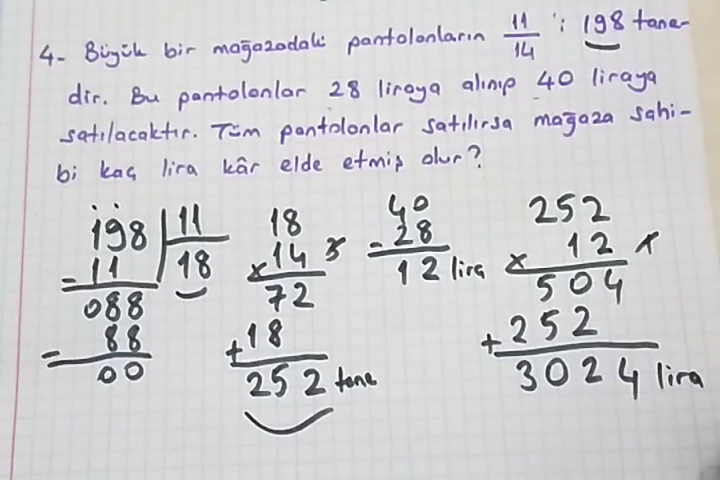 4- Büyük bir mağazadaki pantolonların 11/14 'i 198 tane-
dir. Bu pantolonlar 28 liraya alınıp 40 liraya
satılacaktır. Tüm pantolonlar satılırsa mağaza sahi-
bi kaç lira kâr elde etmiş olur?
198 | 11
- 11 18
088
- 88
00
18
x 14 x
72
+ 18
252 tane
40
- 28
12 lira
252
x 12 x
504
+ 252
3024 lira